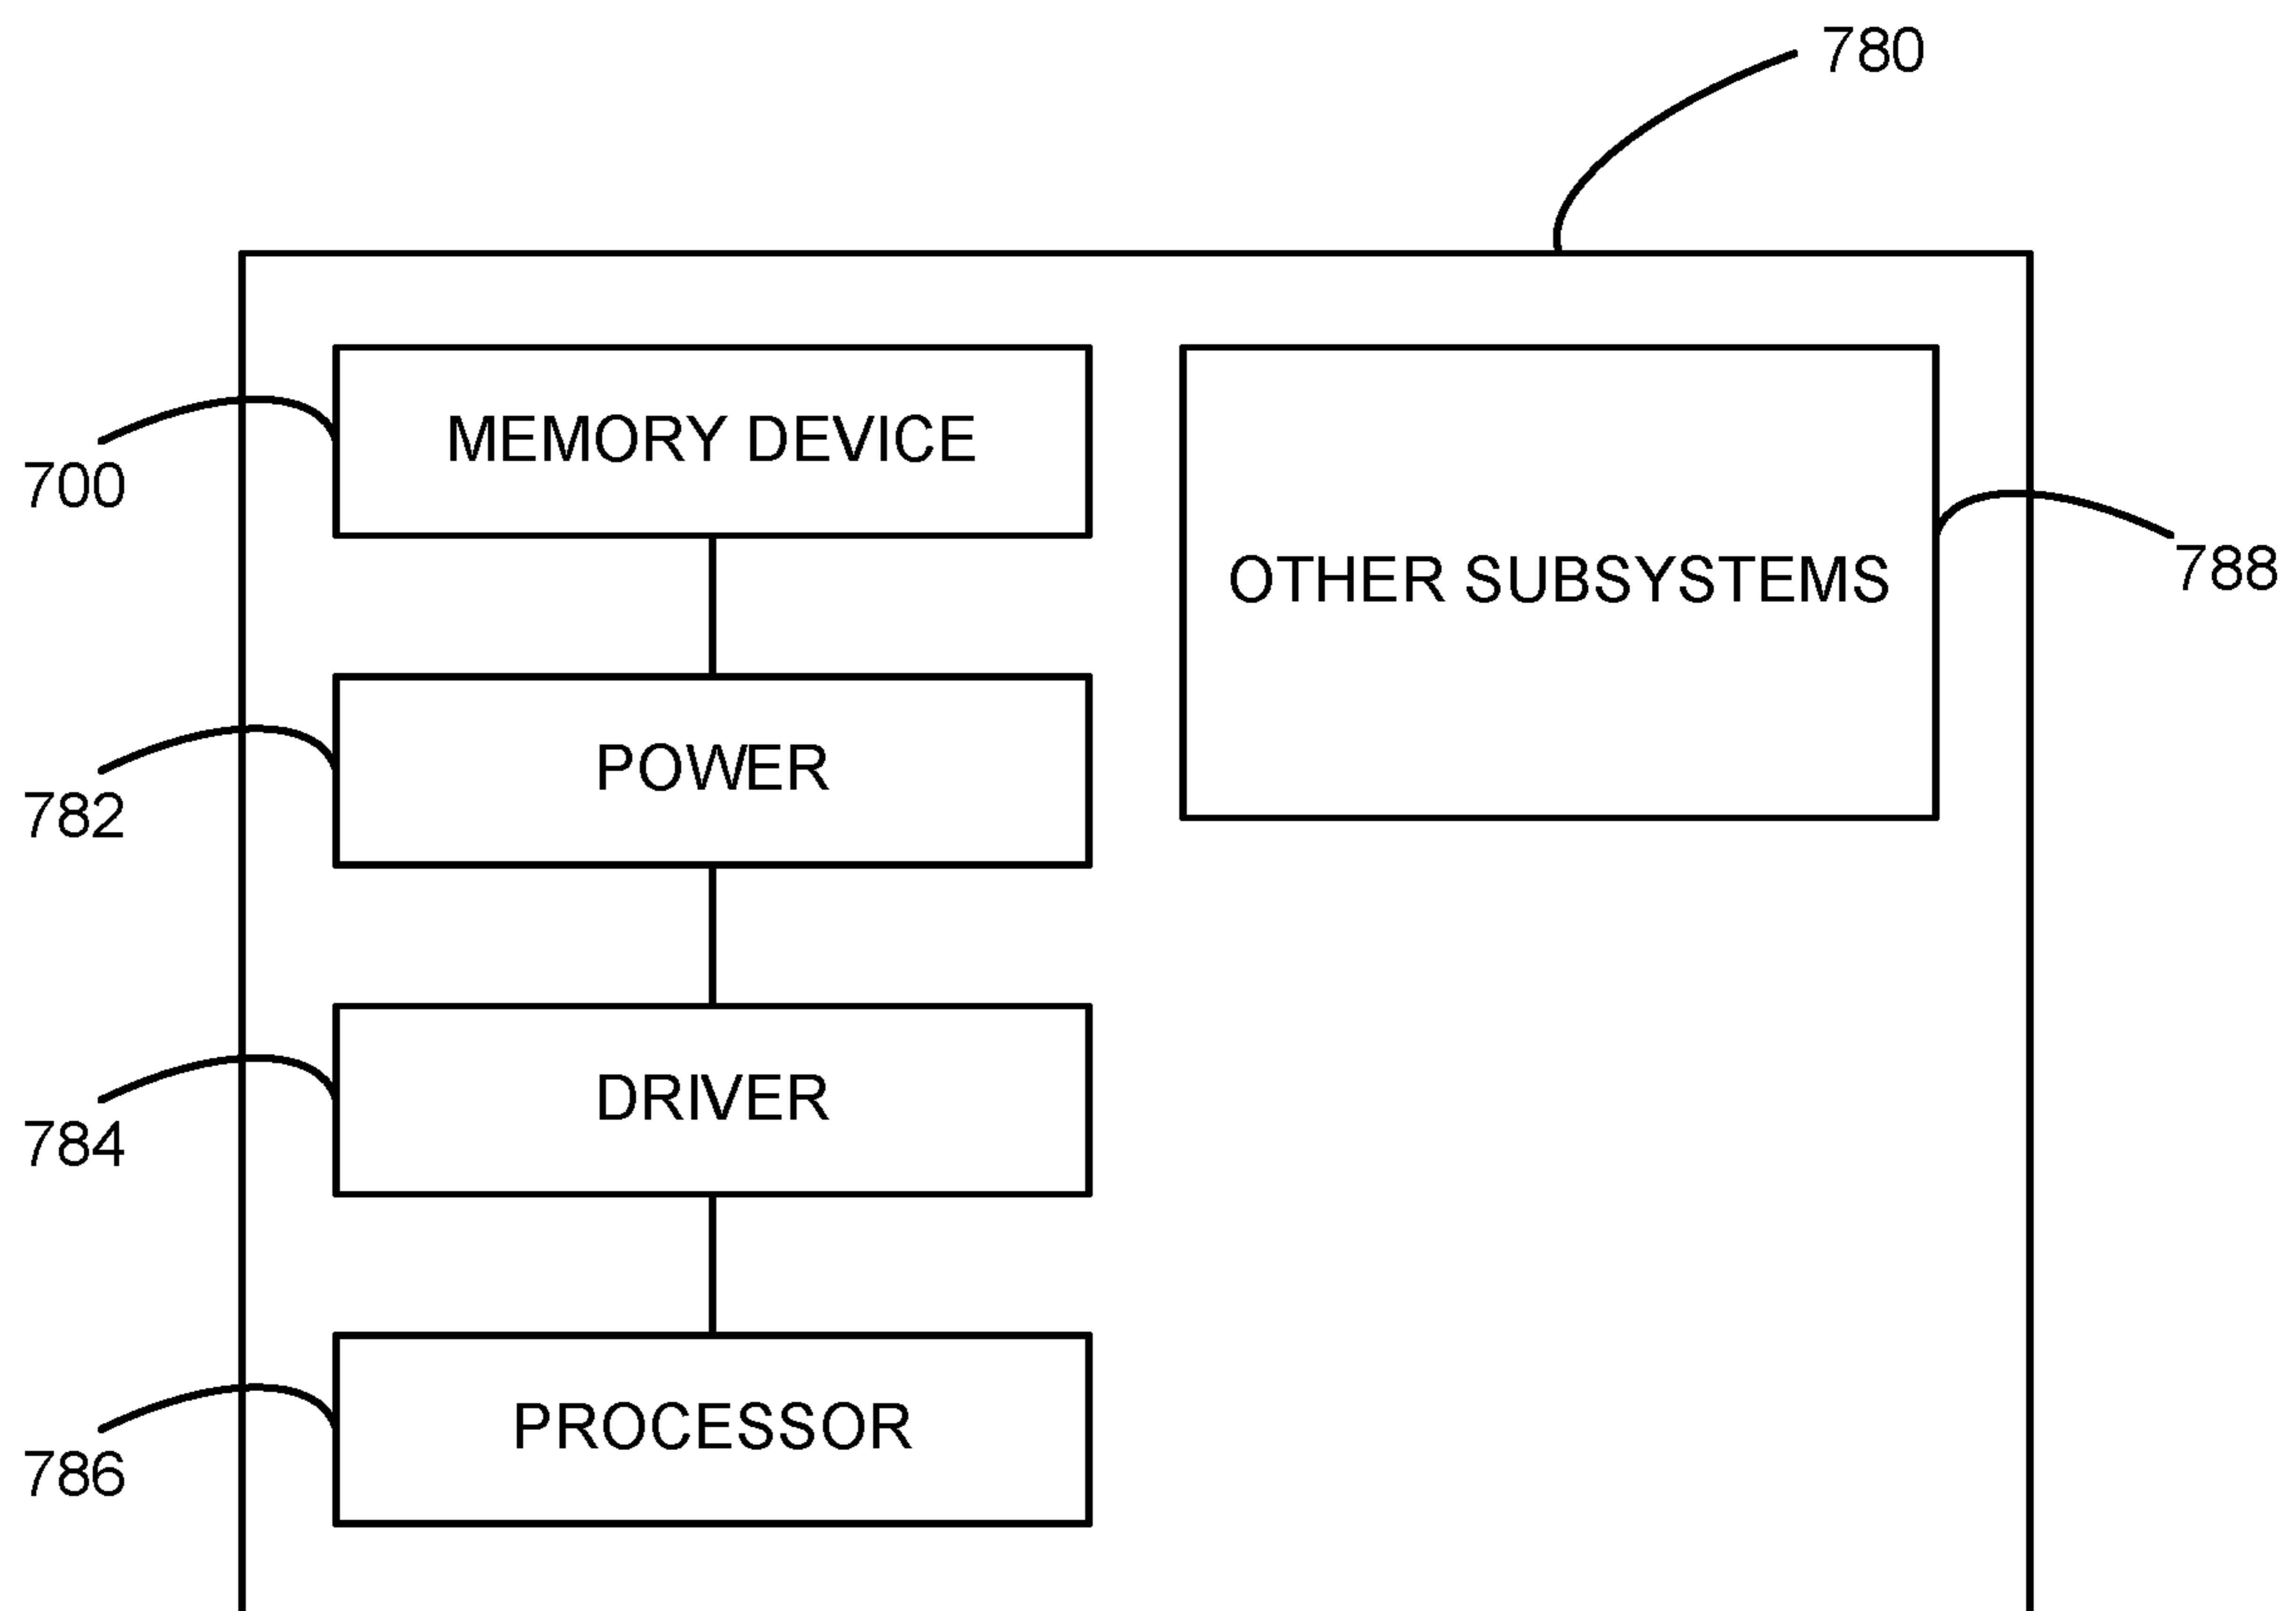 780
MEMORY DEVICE
700
OTHER SUBSYSTEMS
788
POWER
782
DRIVER
784
PROCESSOR
786